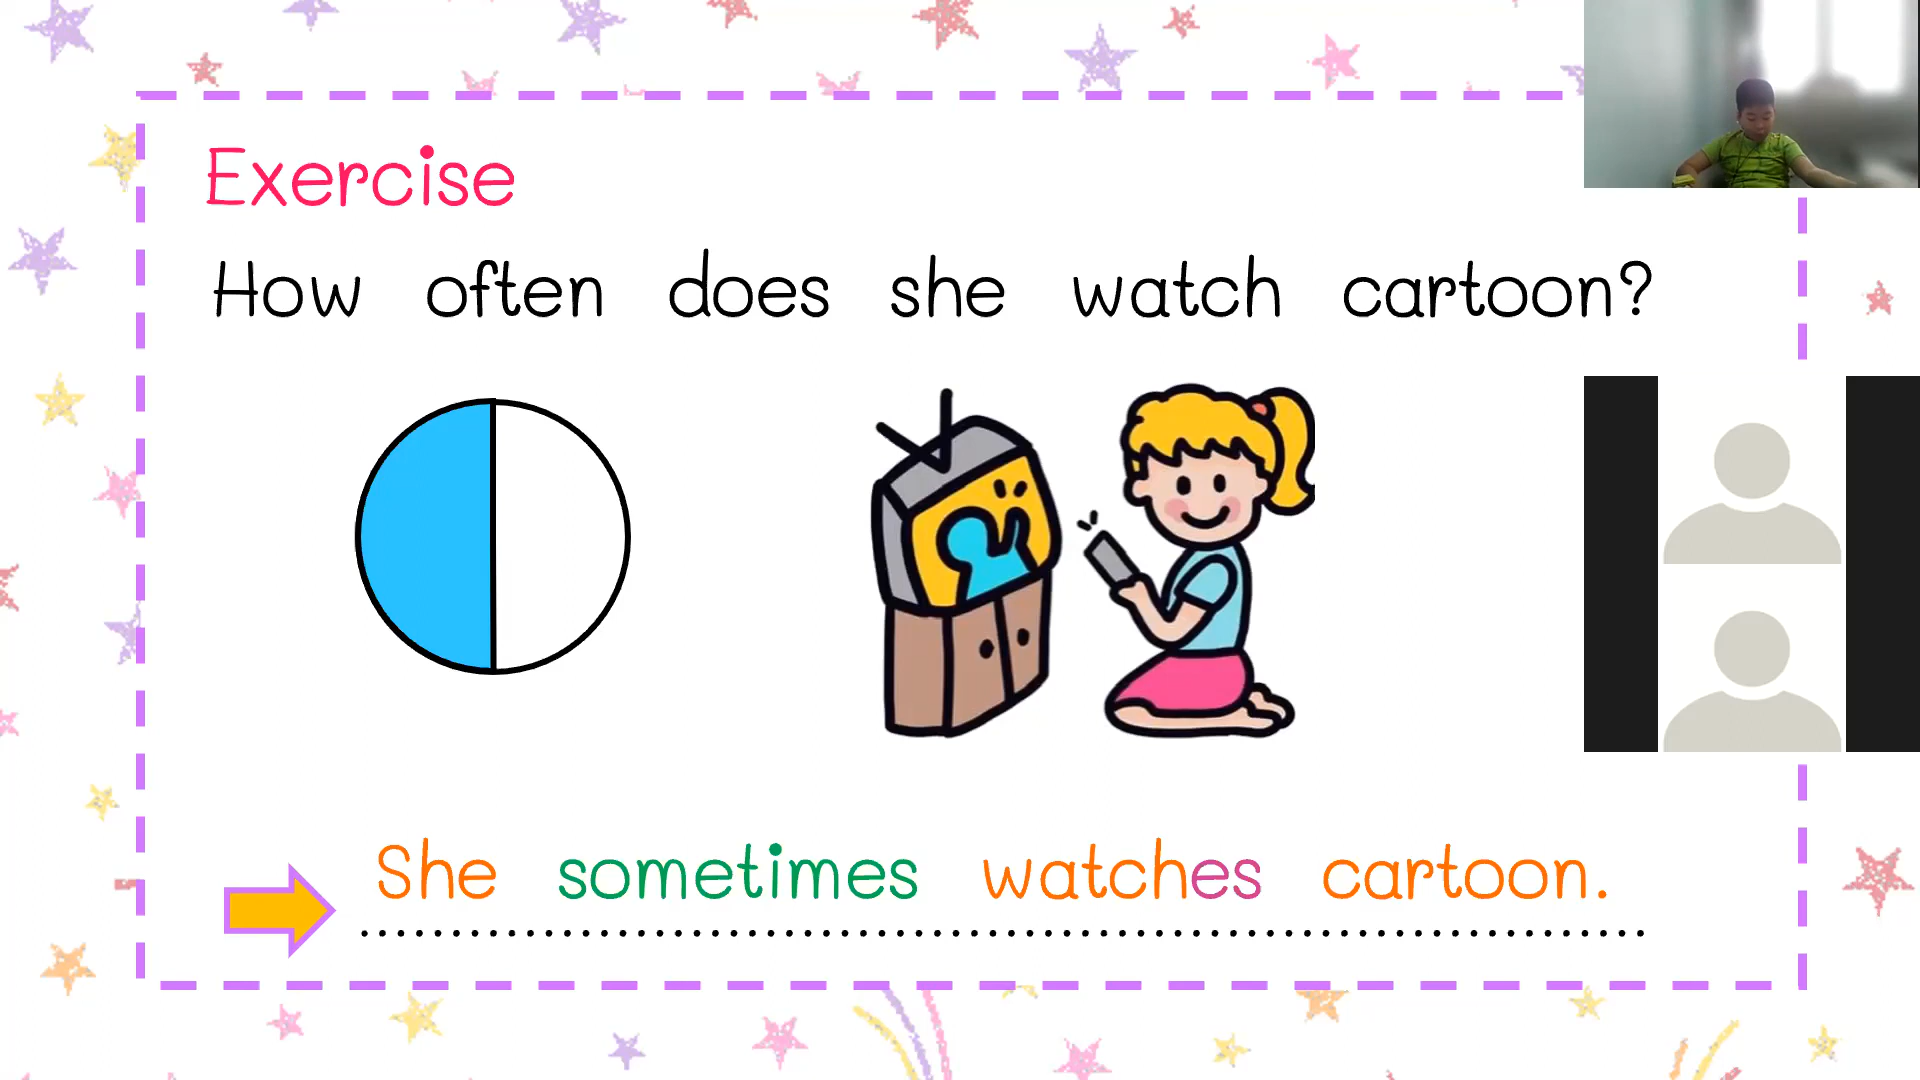 Exercise
How often does she watch cartoon?
She sometimes watches cartoon.